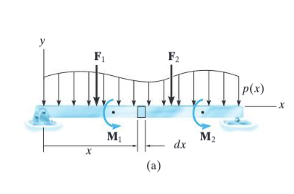 y
F₁ F₂
p(x)
x
M₁ dx M₂
x
(a)